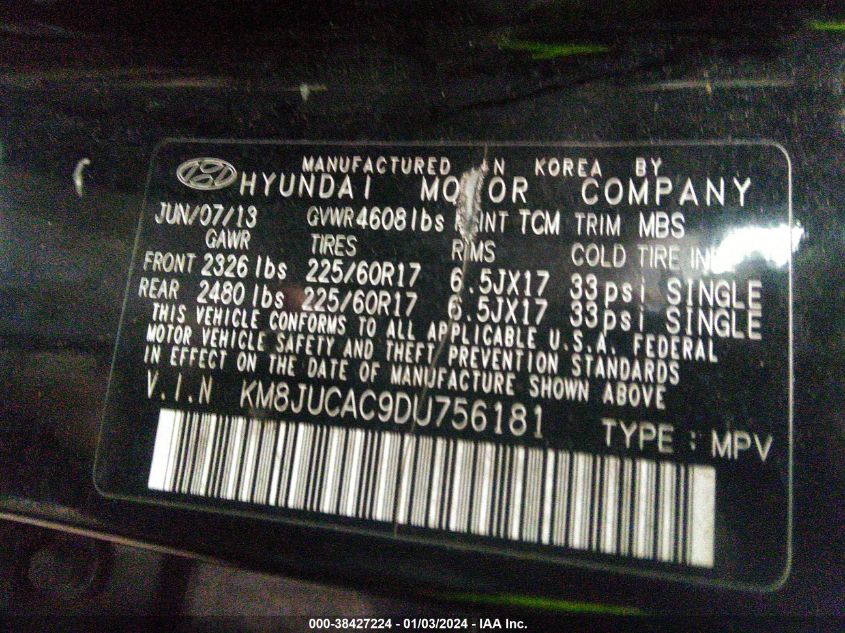 MANUFACTURED IN KOREA BY
HYUNDAI MOTOR COMPANY
JUN/07/13 GVWR 4608 lbs PAINT TCM TRIM MBS
GAWR TIRES RIMS COLD TIRE
FRONT 2326 lbs 225/60R17 6.5JX17 33psi SINGLE
REAR 2480 lbs 225/60R17 6.5JX17 33psi SINGLE
THIS VEHICLE CONFORMS TO ALL APPLICABLE U.S.A. FEDERAL
MOTOR VEHICLE SAFETY AND THEFT PREVENTION STANDARDS
IN EFFECT ON THE DATE OF MANUFACTURE SHOWN ABOVE
V.I.N KM8JUCAC9DU756181 TYPE : MPV
000-38427224 - 01/03/2024 - IAA Inc.